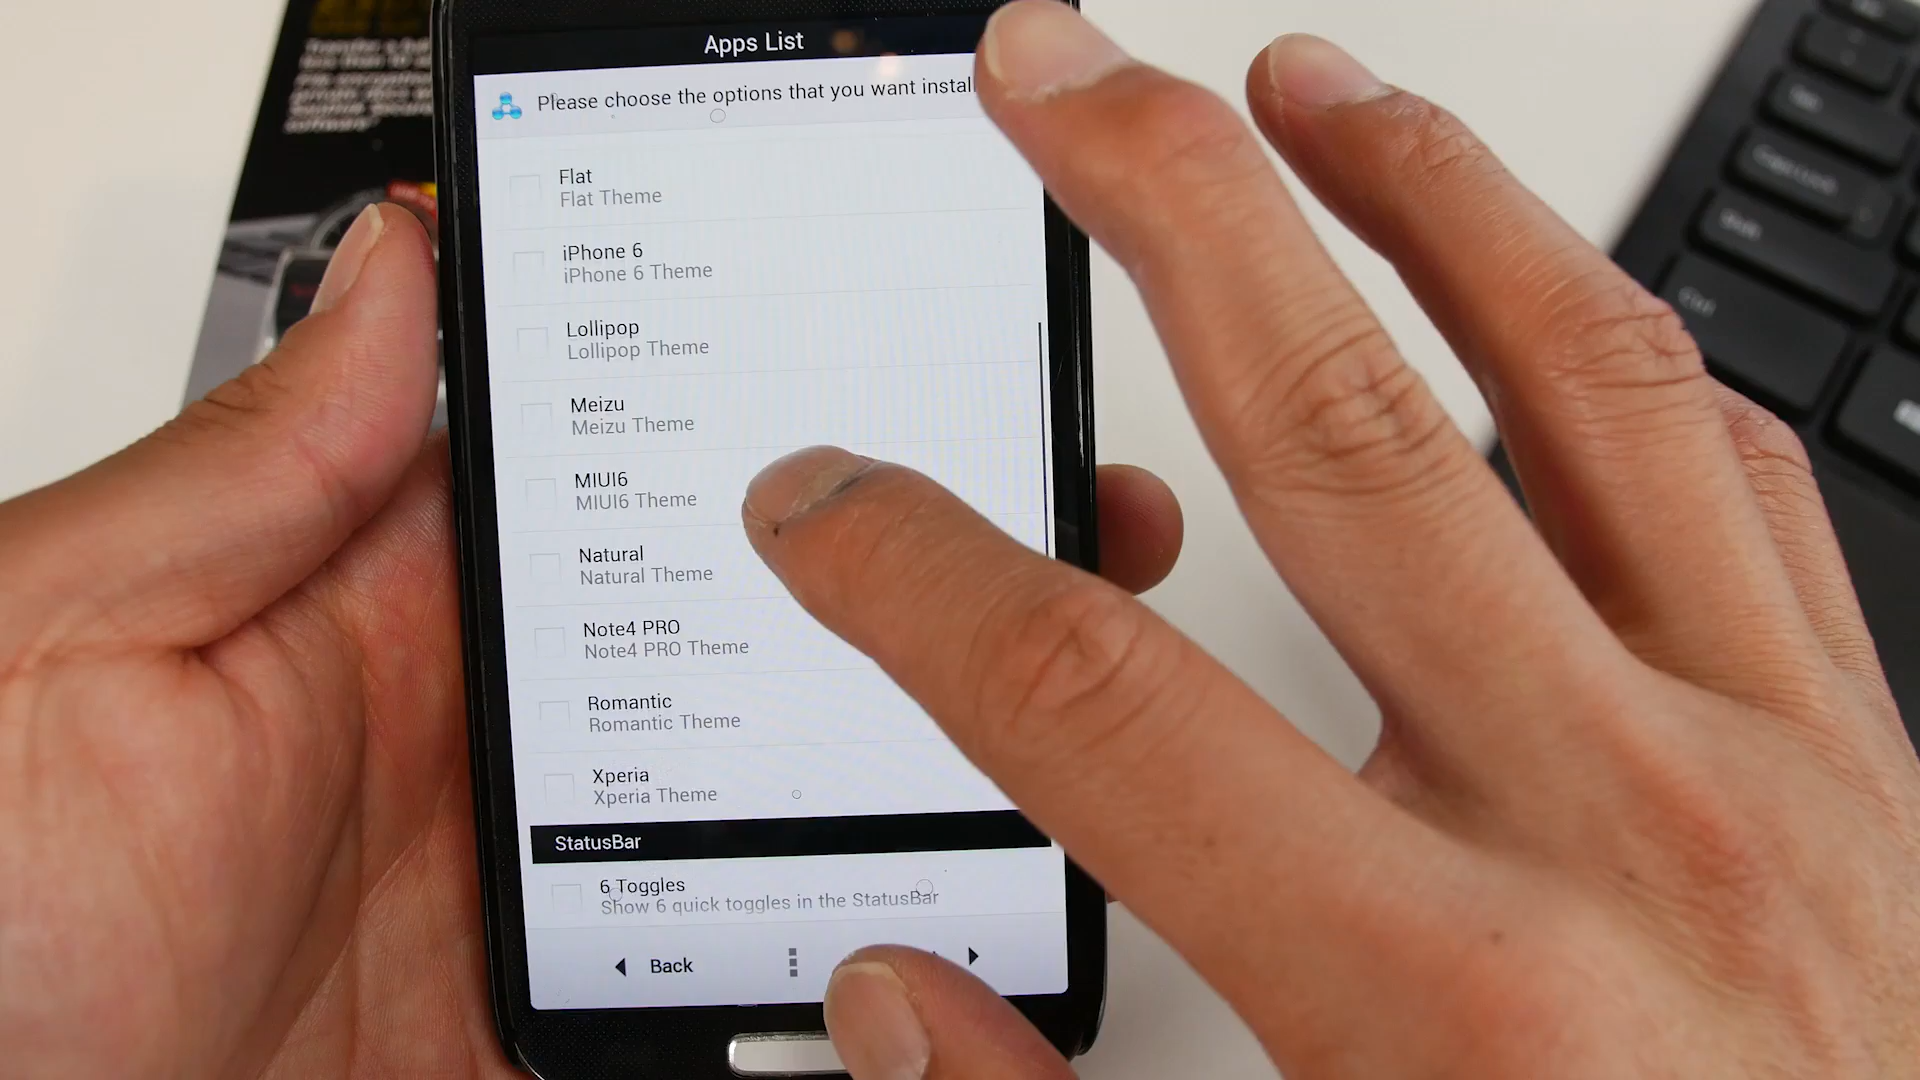 Apps List
Please choose the options that you want install
Flat
Flat Theme
iPhone 6
iPhone 6 Theme
Lollipop
Lollipop Theme
Meizu
Meizu Theme
MIUI6
MIUI6 Theme
Natural
Natural Theme
Note4 PRO
Note4 PRO Theme
Romantic
Romantic Theme
Xperia
Xperia Theme
StatusBar
6 Toggles
Show 6 quick toggles in the StatusBar
Back
Shift
Ctrl